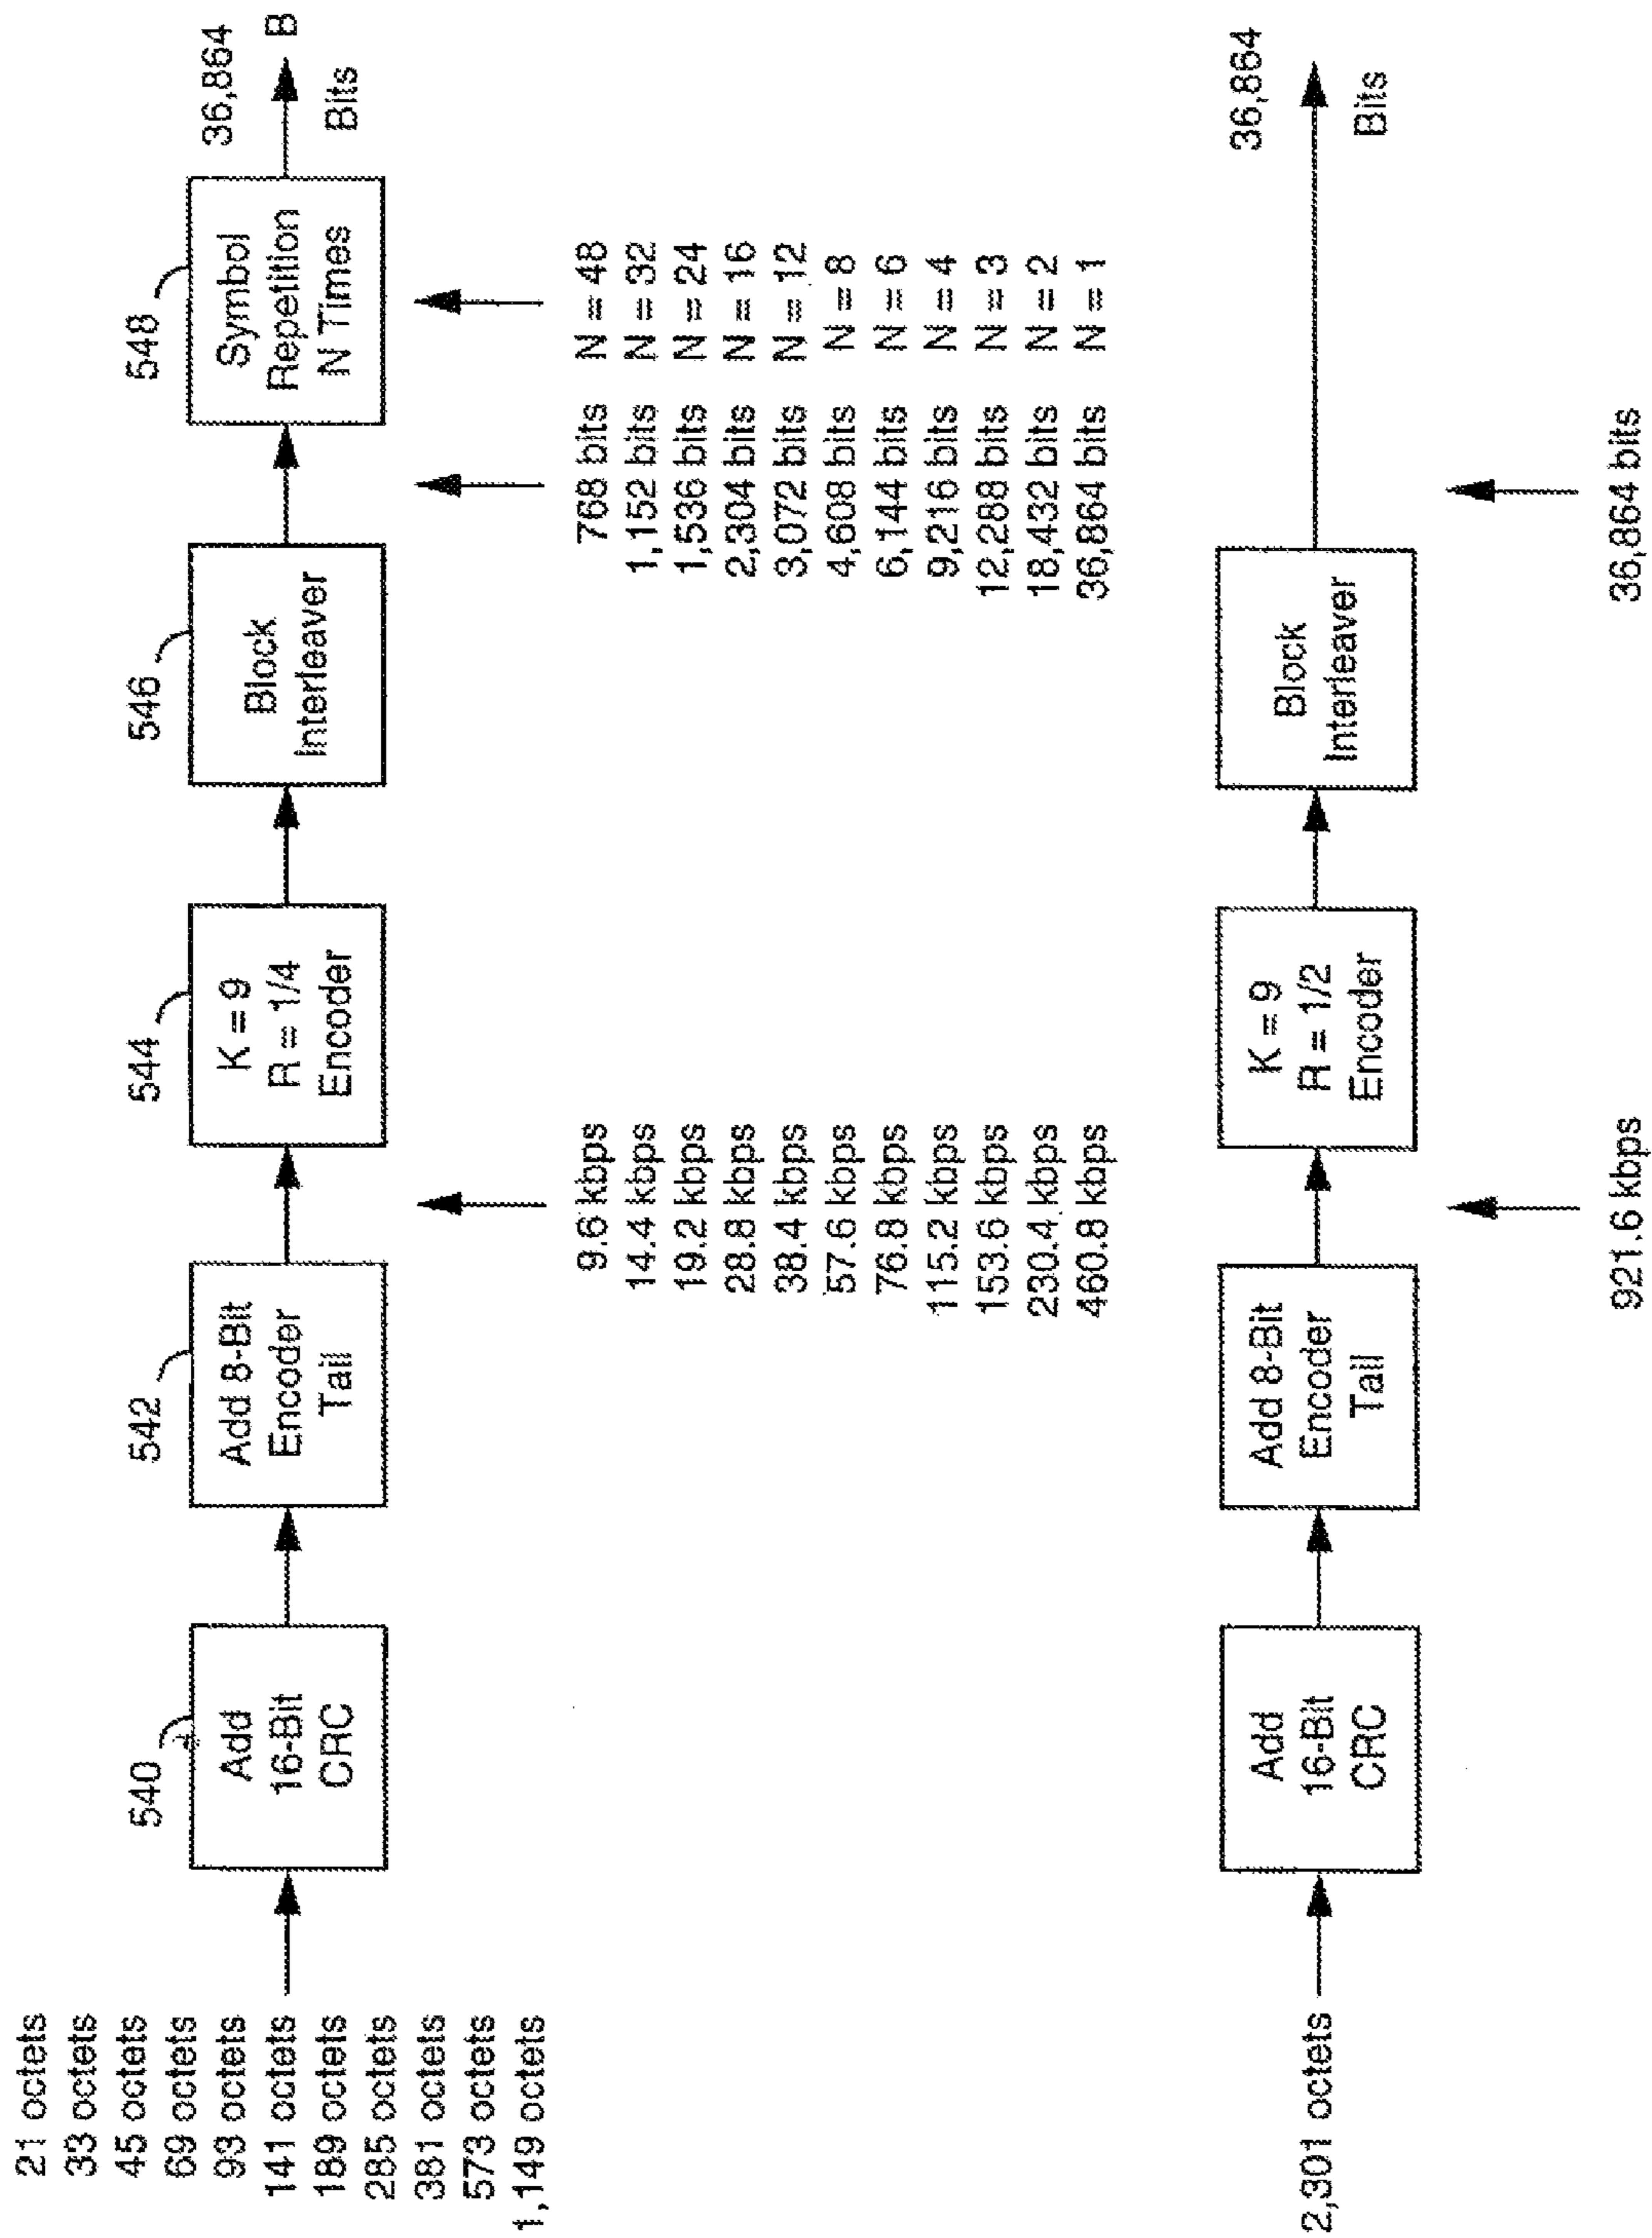 21 octets
33 octets
45 octets
69 octets
93 octets
141 octets
189 octets
285 octets
381 octets
573 octets
1,149 octets
540
Add
16-Bit
CRC
542
Add 8-Bit
Encoder
Tail
9.6 kbps
14.4 kbps
19.2 kbps
28.8 kbps
38.4 kbps
57.6 kbps
76.8 kbps
115.2 kbps
153.6 kbps
230.4 kbps
460.8 kbps
544
K = 9
R = 1/4
Encoder
546
Block
Interleaver
768 bits
1,152 bits
1,536 bits
2,304 bits
3,072 bits
4,608 bits
6,144 bits
9,216 bits
12,288 bits
18,432 bits
36,864 bits
548
Symbol
Repetition
N Times
N = 48
N = 32
N = 24
N = 16
N = 12
N = 8
N = 6
N = 4
N = 3
N = 2
N = 1
36,864
B
Bits
2,301 octets
Add
16-Bit
CRC
Add 8-Bit
Encoder
Tail
921.6 kbps
K = 9
R = 1/2
Encoder
Block
Interleaver
36,864 bits
36,864
Bits